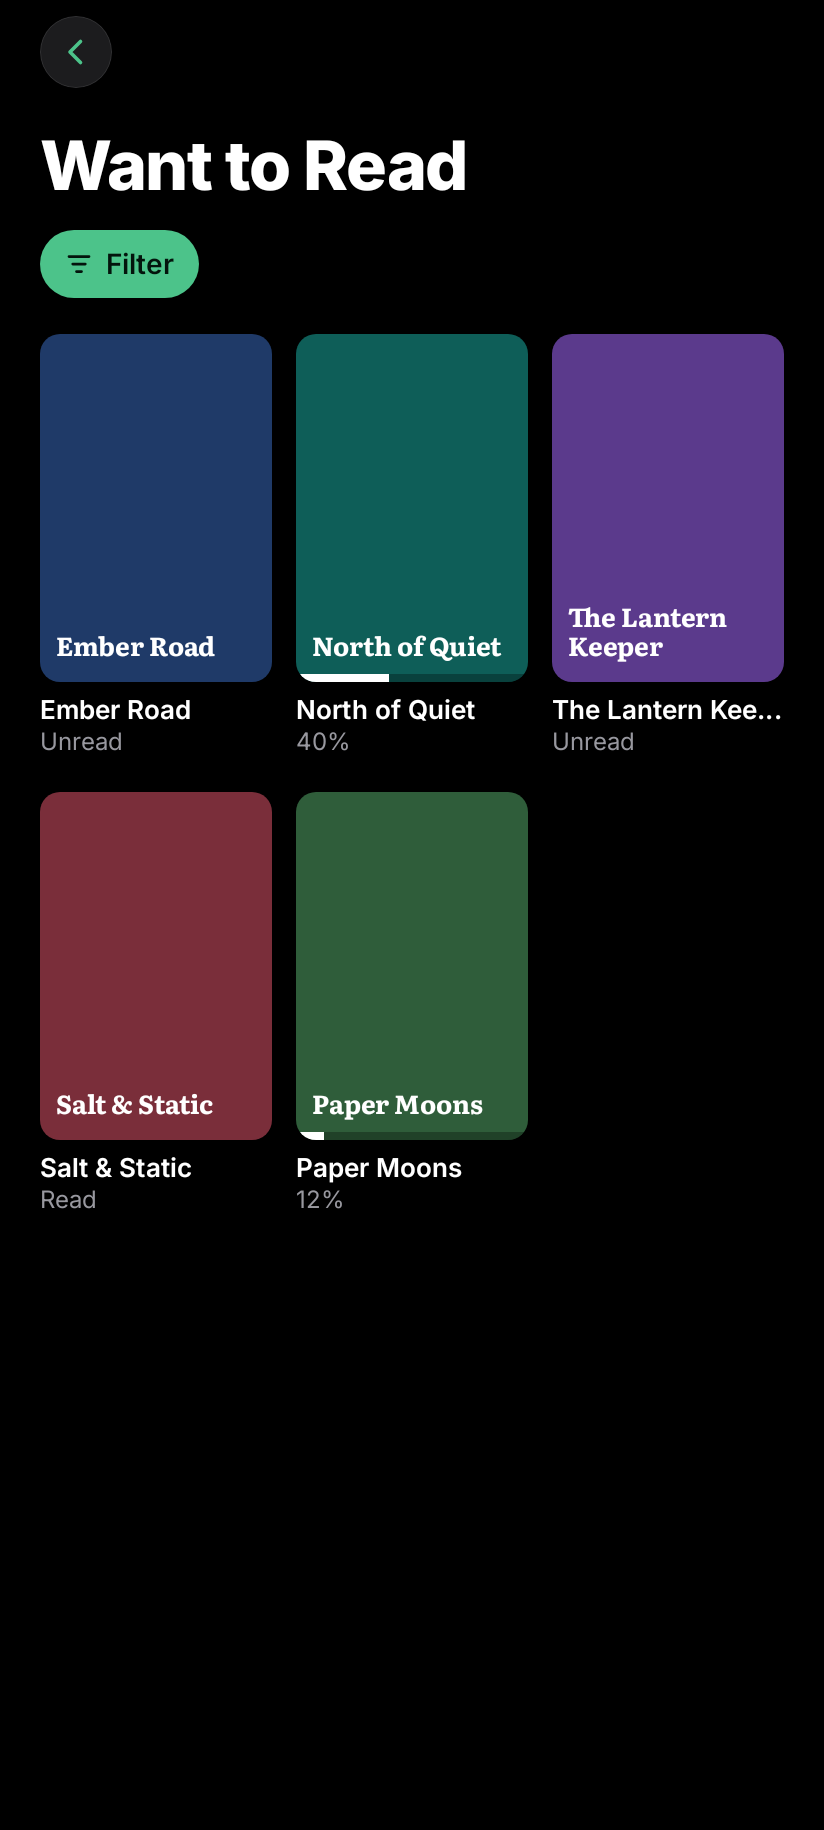 Want to Read
Filter
Ember Road
North of Quiet
The Lantern
Keeper
Ember Road
Unread
North of Quiet
40%
The Lantern Kee...
Unread
Salt & Static
Paper Moons
Salt & Static
Read
Paper Moons
12%